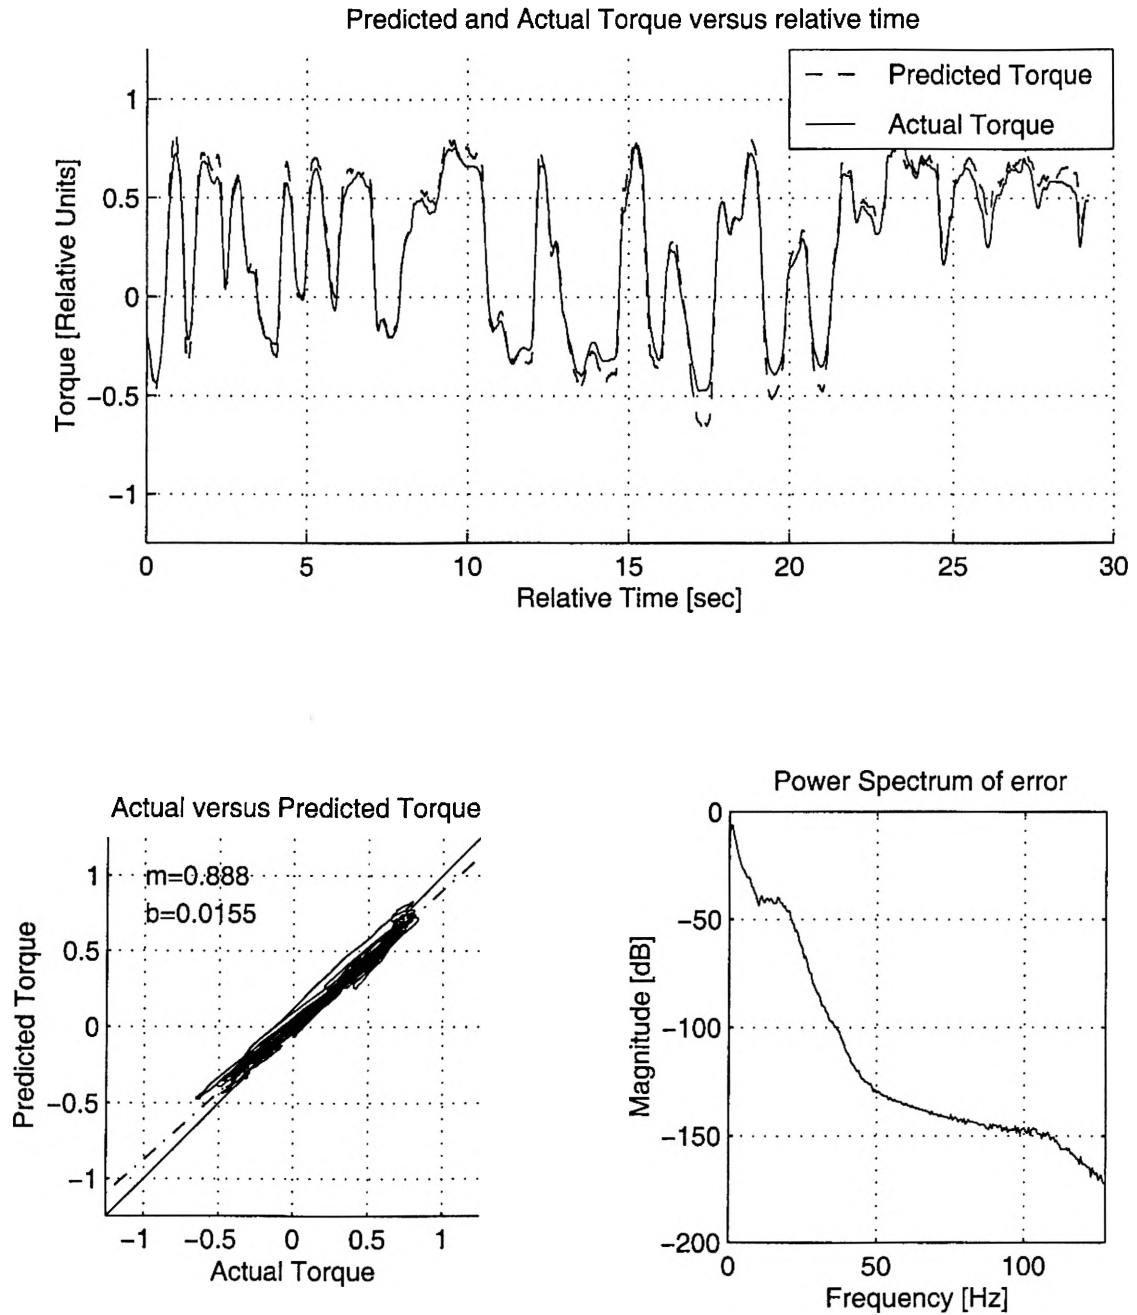 Predicted and Actual Torque versus relative time
Predicted Torque
Actual Torque
1
0.5
0
−0.5
−1
Torque [Relative Units]
0 5 10 15 20 25 30
Relative Time [sec]
Actual versus Predicted Torque
m=0.888
b=0.0155
1
0.5
0
−0.5
−1
Predicted Torque
−1 −0.5 0 0.5 1
Actual Torque
Power Spectrum of error
0
−50
−100
−150
−200
Magnitude [dB]
0 50 100
Frequency [Hz]